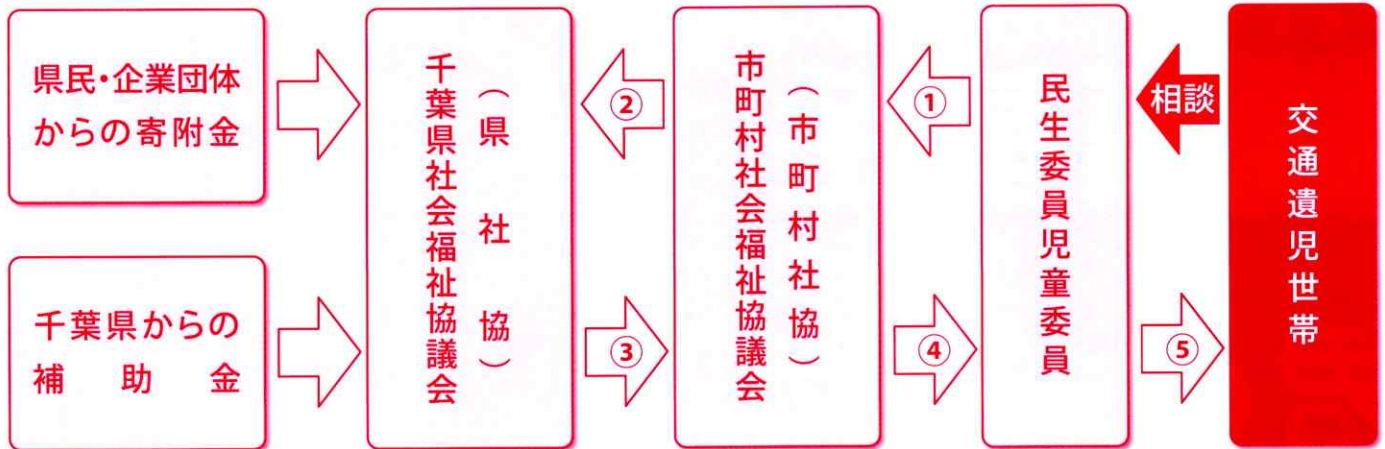 県民・企業団体
からの寄附金
千葉県からの
補助金
千葉県社会福祉協議会
（県社協）
②
③
市町村社会福祉協議会
（市町村社協）
①
④
民生委員児童委員
相談
⑤
交通遺児世帯